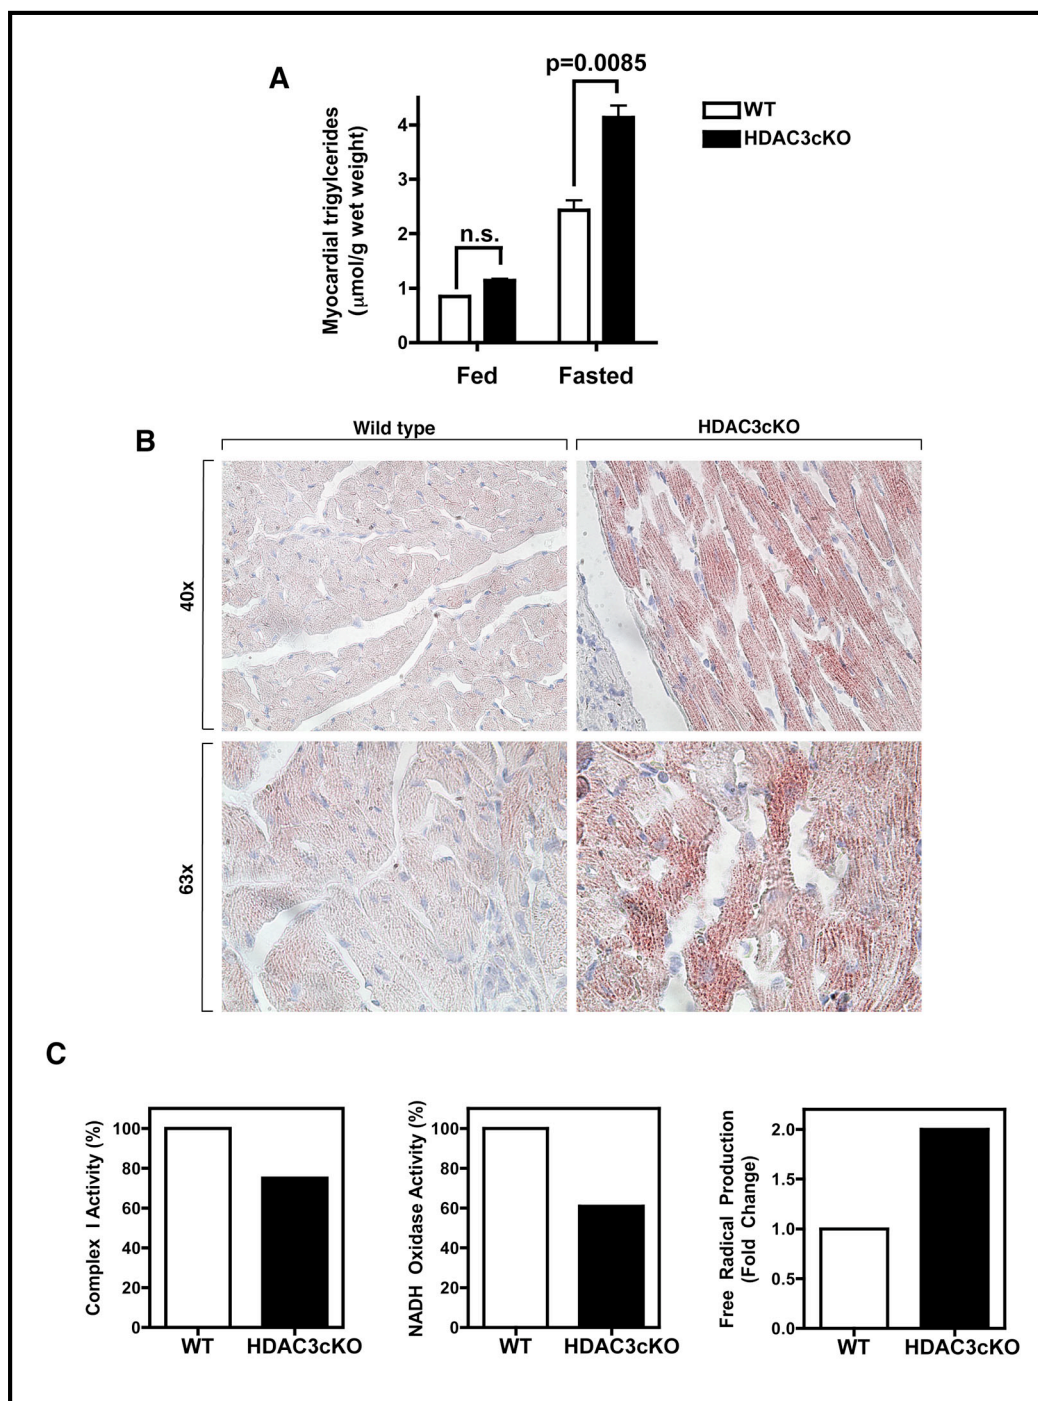 A
p=0.0085
WT
HDAC3cKO
Myocardial trigylcerides
(μmol/g wet weight)
4
3
2
1
0
n.s.
Fed
Fasted
B
Wild type
HDAC3cKO
40x
63x
C
Complex I Activity (%)
100
80
60
40
20
0
WT
HDAC3cKO
NADH Oxidase Activity (%)
100
80
60
40
20
0
WT
HDAC3cKO
Free Radical Production
(Fold Change)
2.0
1.5
1.0
0.5
0.0
WT
HDAC3cKO